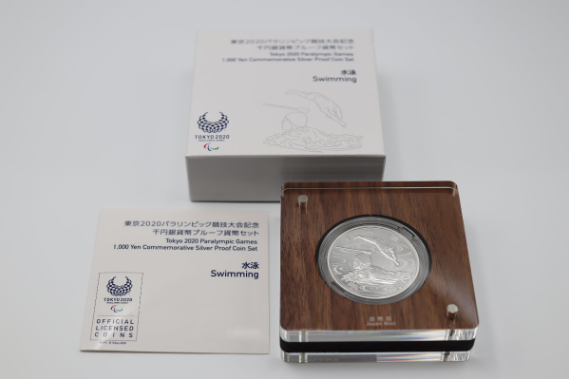 東京2020パラリンピック競技大会記念
千円銀貨幣プルーフ貨幣セット
Tokyo 2020 Paralympic Games
1,000 Yen Commemorative Silver Proof Coin Set
水泳
Swimming
TOKYO 2020
東京2020パラリンピック競技大会記念
千円銀貨幣プルーフ貨幣セット
Tokyo 2020 Paralympic Games
1,000 Yen Commemorative Silver Proof Coin Set
水泳
Swimming
TOKYO 2020
OFFICIAL
LICENSED
COINS
造幣局
Japan Mint